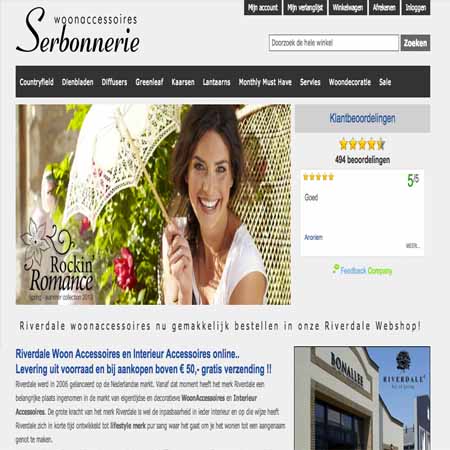 Mijn account Mijn verlanglijst Winkelwagen Afrekenen Inloggen
woonaccessoires
Serbonnerie
Doorzoek de hele winkel Zoeken
Countryfield Dienbladen Diffusers Greenleaf Kaarsen Lantaarns Monthly Must Have Servies Woondecoratie Sale
Klantbeoordelingen
494 beoordelingen
5/5
Goed
Anoniem
MEER...
Feedback Company
Rockin'
Romance
spring - summer collection 2013
Riverdale woonaccessoires nu gemakkelijk bestellen in onze Riverdale Webshop!
Riverdale Woon Accessoires en Interieur Accessoires online..
Levering uit voorraad en bij aankopen boven € 50,- gratis verzending !!
Riverdale werd in 2006 gelanceerd op de Nederlandse markt. Vanaf dat moment heeft het merk Riverdale een
belangrijke plaats ingenomen in de markt van eigentijdse en decoratieve WoonAccessoires en Interieur
Accessoires. De grote kracht van het merk Riverdale is wel de inpasbaarheid in ieder interieur en op die wijze heeft
Riverdale zich in korte tijd ontwikkeld tot lifestyle merk pur sang waar het gaat om je het wonen tot een aangenaam
genot te maken.
BONALLES
RIVERDALE